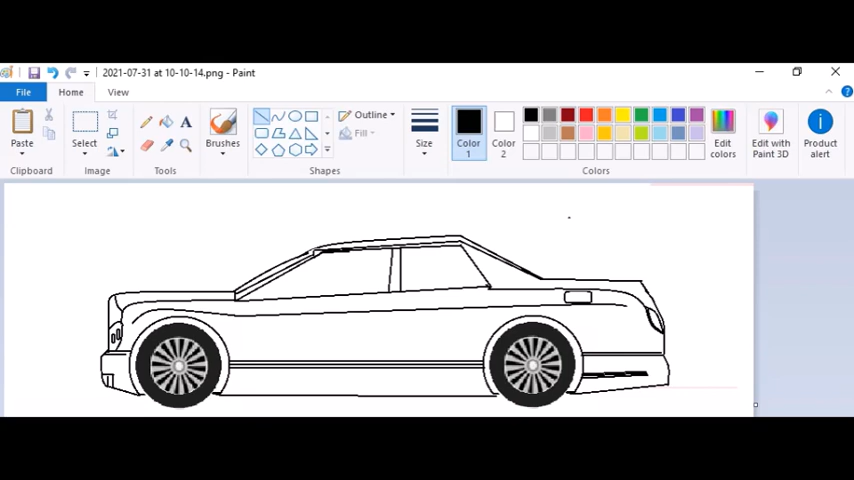 2021-07-31 at 10-10-14.png - Paint
File Home View
Paste Select Brushes Outline Fill Size Color 1 Color 2 Edit colors Edit with Paint 3D Product alert
Clipboard Image Tools Shapes Colors